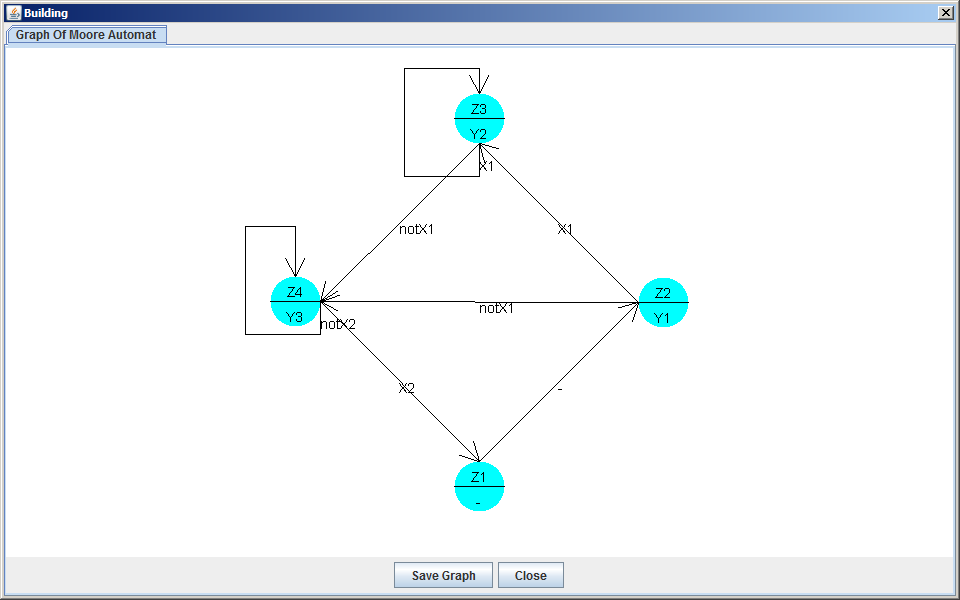 Building
Graph Of Moore Automat
Z3
Y2
X1
notX1
X1
Z4
Y3
notX2
notX1
Z2
Y1
X2
-
Z1
-
Save Graph
Close